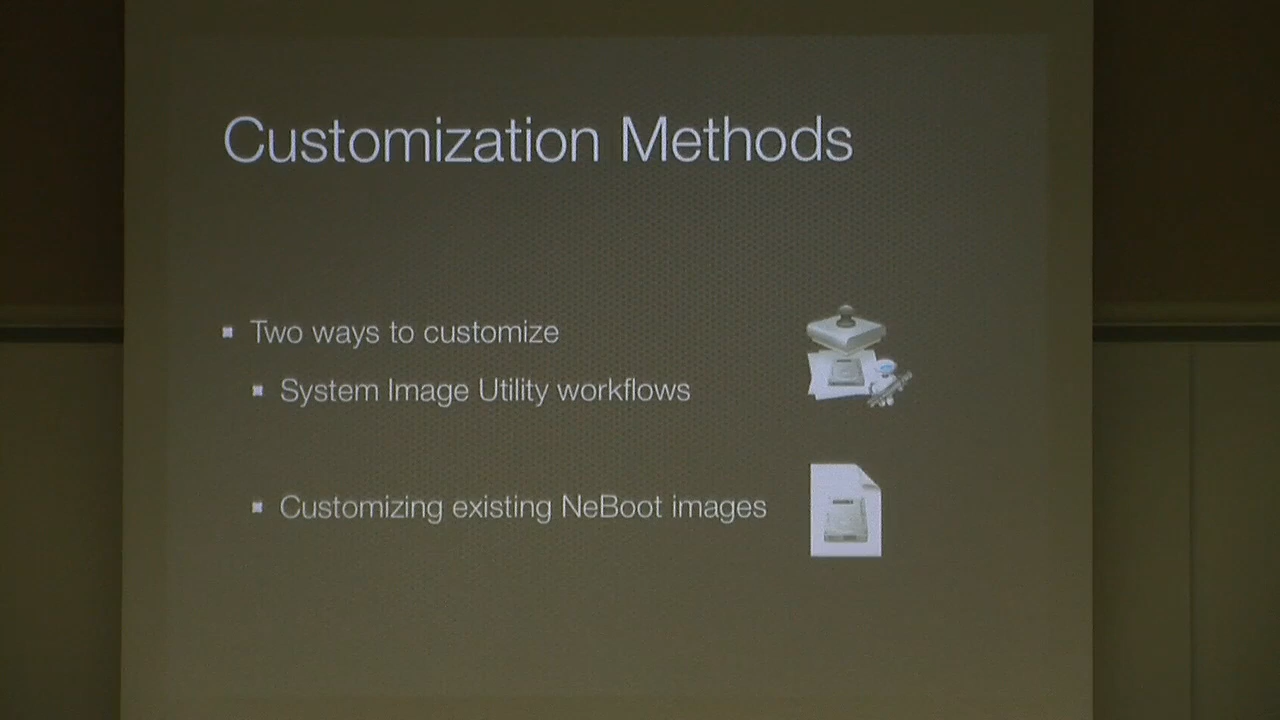 Customization Methods
Two ways to customize
System Image Utility workflows
Customizing existing NeBoot images